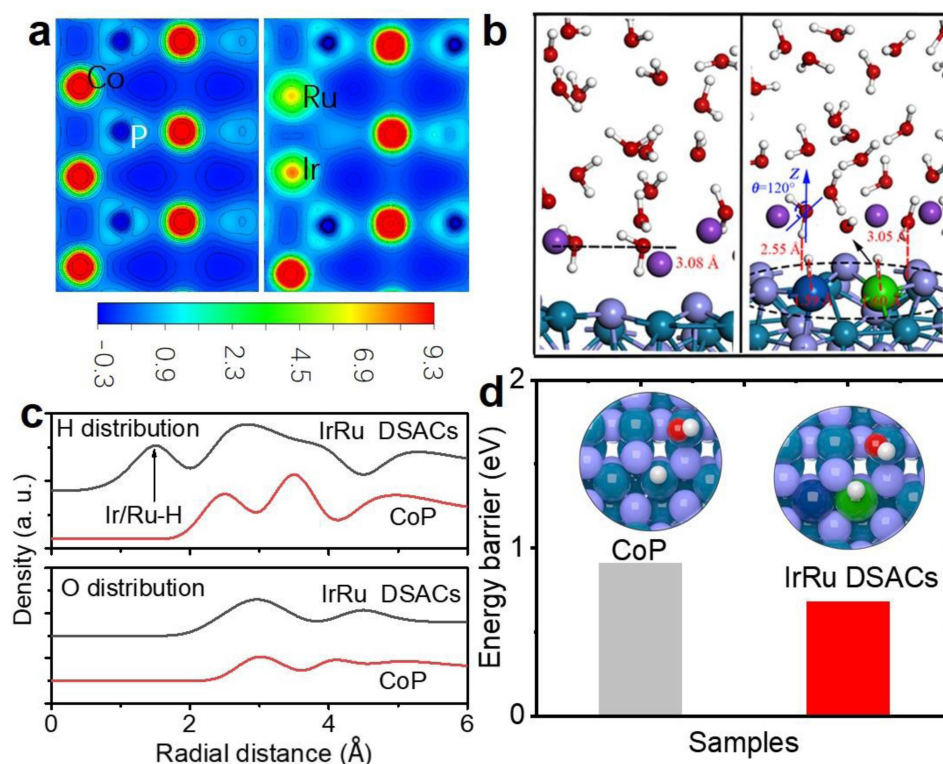 a
Co
P
Ru
Ir
-0.3
0.9
2.3
4.5
6.9
9.3
b
3.08 Å
z
θ=120°
2.55 Å
3.05 Å
c
H distribution
IrRu DSACs
Ir/Ru-H
CoP
O distribution
IrRu DSACs
CoP
Density (a. u.)
0
2
4
6
Radial distance (Å)
d
2
1
0
Energy barrier (eV)
CoP
IrRu DSACs
Samples